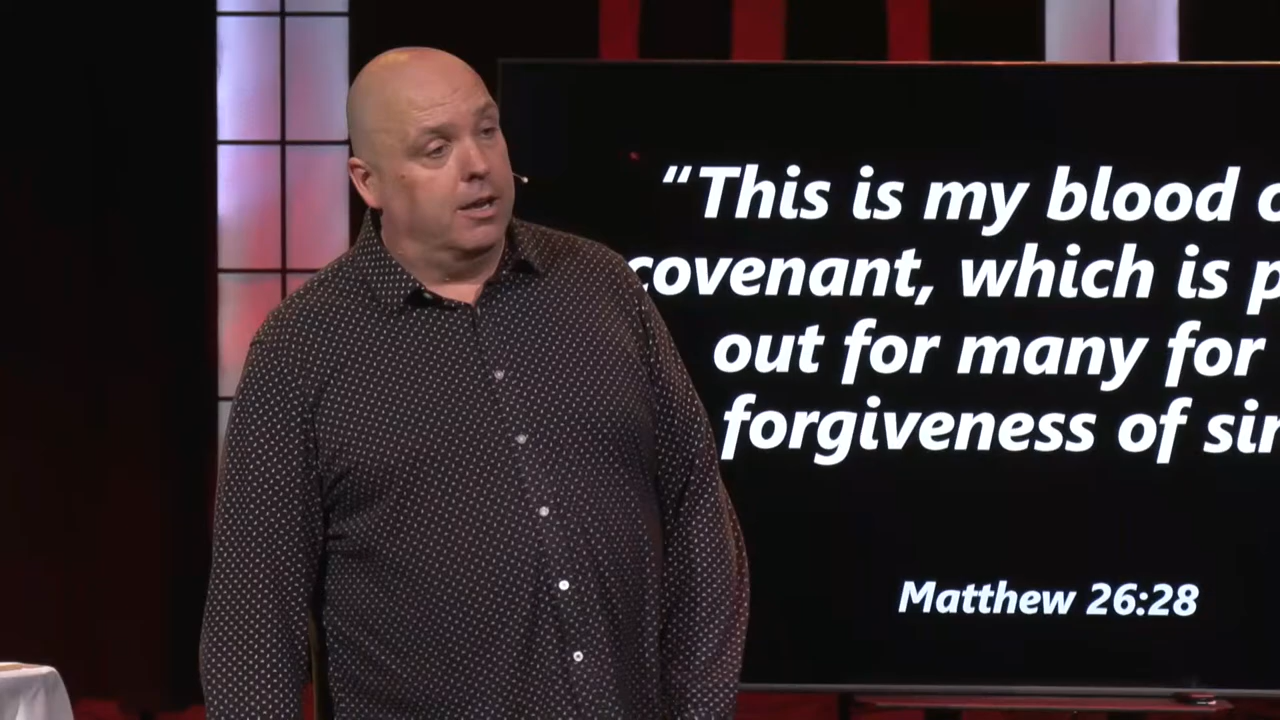 “This is my blood
covenant, which is
out for many for
forgiveness of
Matthew 26:28